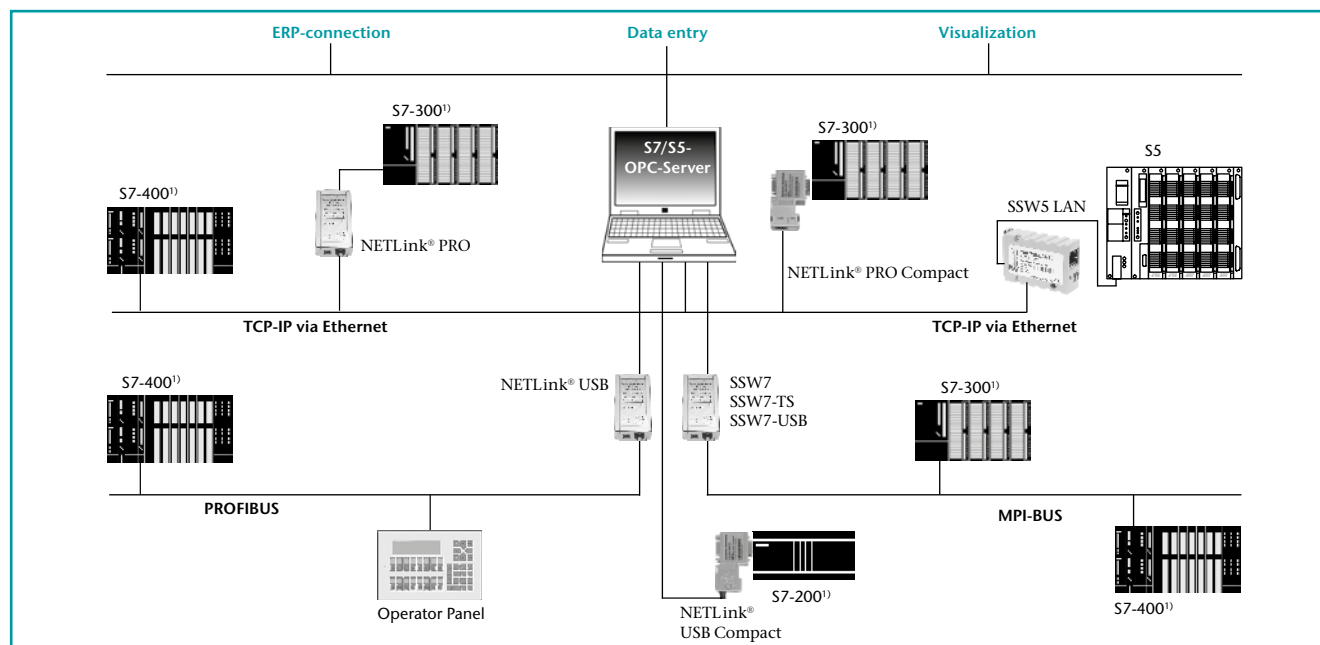 ERP-connection
Data entry
Visualization
S7-300¹⁾
S7/S5-
OPC-Server
S7-300¹⁾
S5
S7-400¹⁾
SSW5 LAN
NETLink® PRO
NETLink® PRO Compact
TCP-IP via Ethernet
TCP-IP via Ethernet
S7-400¹⁾
NETLink® USB
SSW7
SSW7-TS
SSW7-USB
S7-300¹⁾
PROFIBUS
MPI-BUS
Operator Panel
S7-200¹⁾
NETLink®
USB Compact
S7-400¹⁾